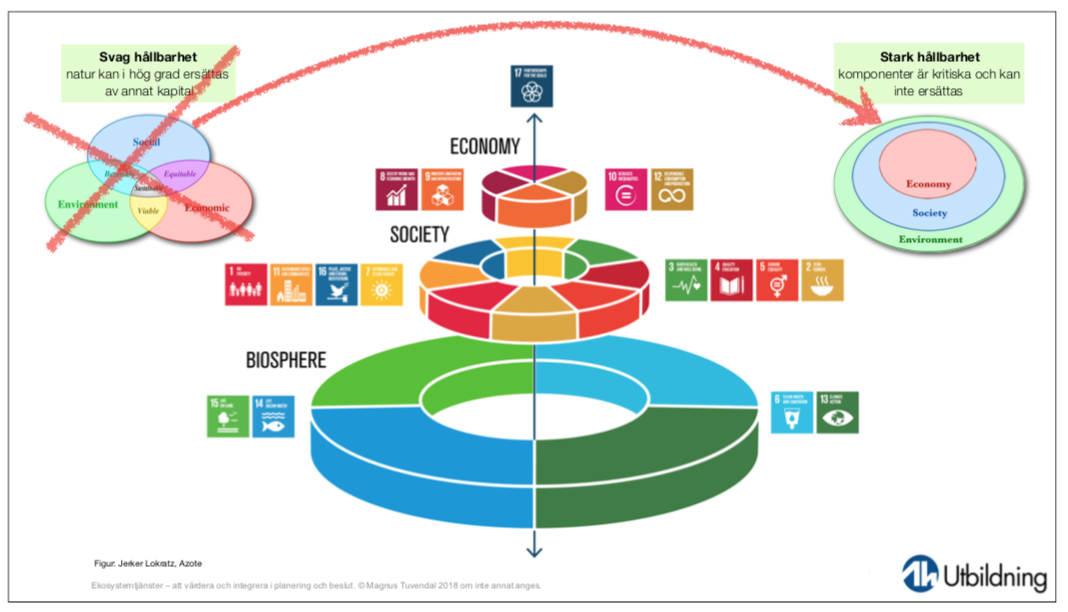 Svag hållbarhet
natur kan i hög grad ersättas
av annat kapital
Stark hållbarhet
komponenter är kritiska och kan
inte ersättas
Social
Equitable
Sustainable
Environment
Viable
Economic
Economy
Society
Environment
17 PARTNERSHIPS
FOR THE GOALS
ECONOMY
8 DECENT WORK AND
ECONOMIC GROWTH
9 INDUSTRY, INNOVATION
AND INFRASTRUCTURE
10 REDUCED
INEQUALITIES
12 RESPONSIBLE
CONSUMPTION
AND PRODUCTION
SOCIETY
1 NO
POVERTY
11 SUSTAINABLE CITIES
AND COMMUNITIES
16 PEACE, JUSTICE
AND STRONG
INSTITUTIONS
7 AFFORDABLE AND
CLEAN ENERGY
3 GOOD HEALTH
AND WELL-BEING
4 QUALITY
EDUCATION
5 GENDER
EQUALITY
2 ZERO
HUNGER
BIOSPHERE
15 LIFE
ON LAND
14 LIFE
BELOW WATER
6 CLEAN WATER
AND SANITATION
13 CLIMATE
ACTION
Figur: Jerker Lokratz, Azote
Ekosystemtjänster – att värdera och integrera i planering och beslut. © Magnus Tuvendal 2018 om inte annat anges.
Utbildning